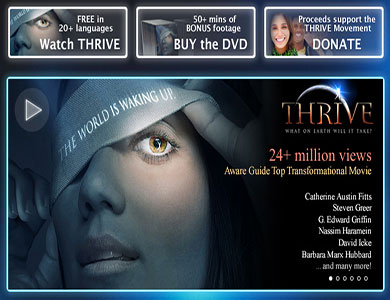 FREE in
20+ languages
Watch THRIVE
50+ mins of
BONUS footage
BUY the DVD
Proceeds support the
THRIVE Movement
DONATE
THE WORLD IS WAKING UP.
THRIVE
WHAT ON EARTH WILL IT TAKE?
24+ million views
Aware Guide Top Transformational Movie
Catherine Austin Fitts
Steven Greer
G. Edward Griffin
Nassim Haramein
David Icke
Barbara Marx Hubbard
... and many more!